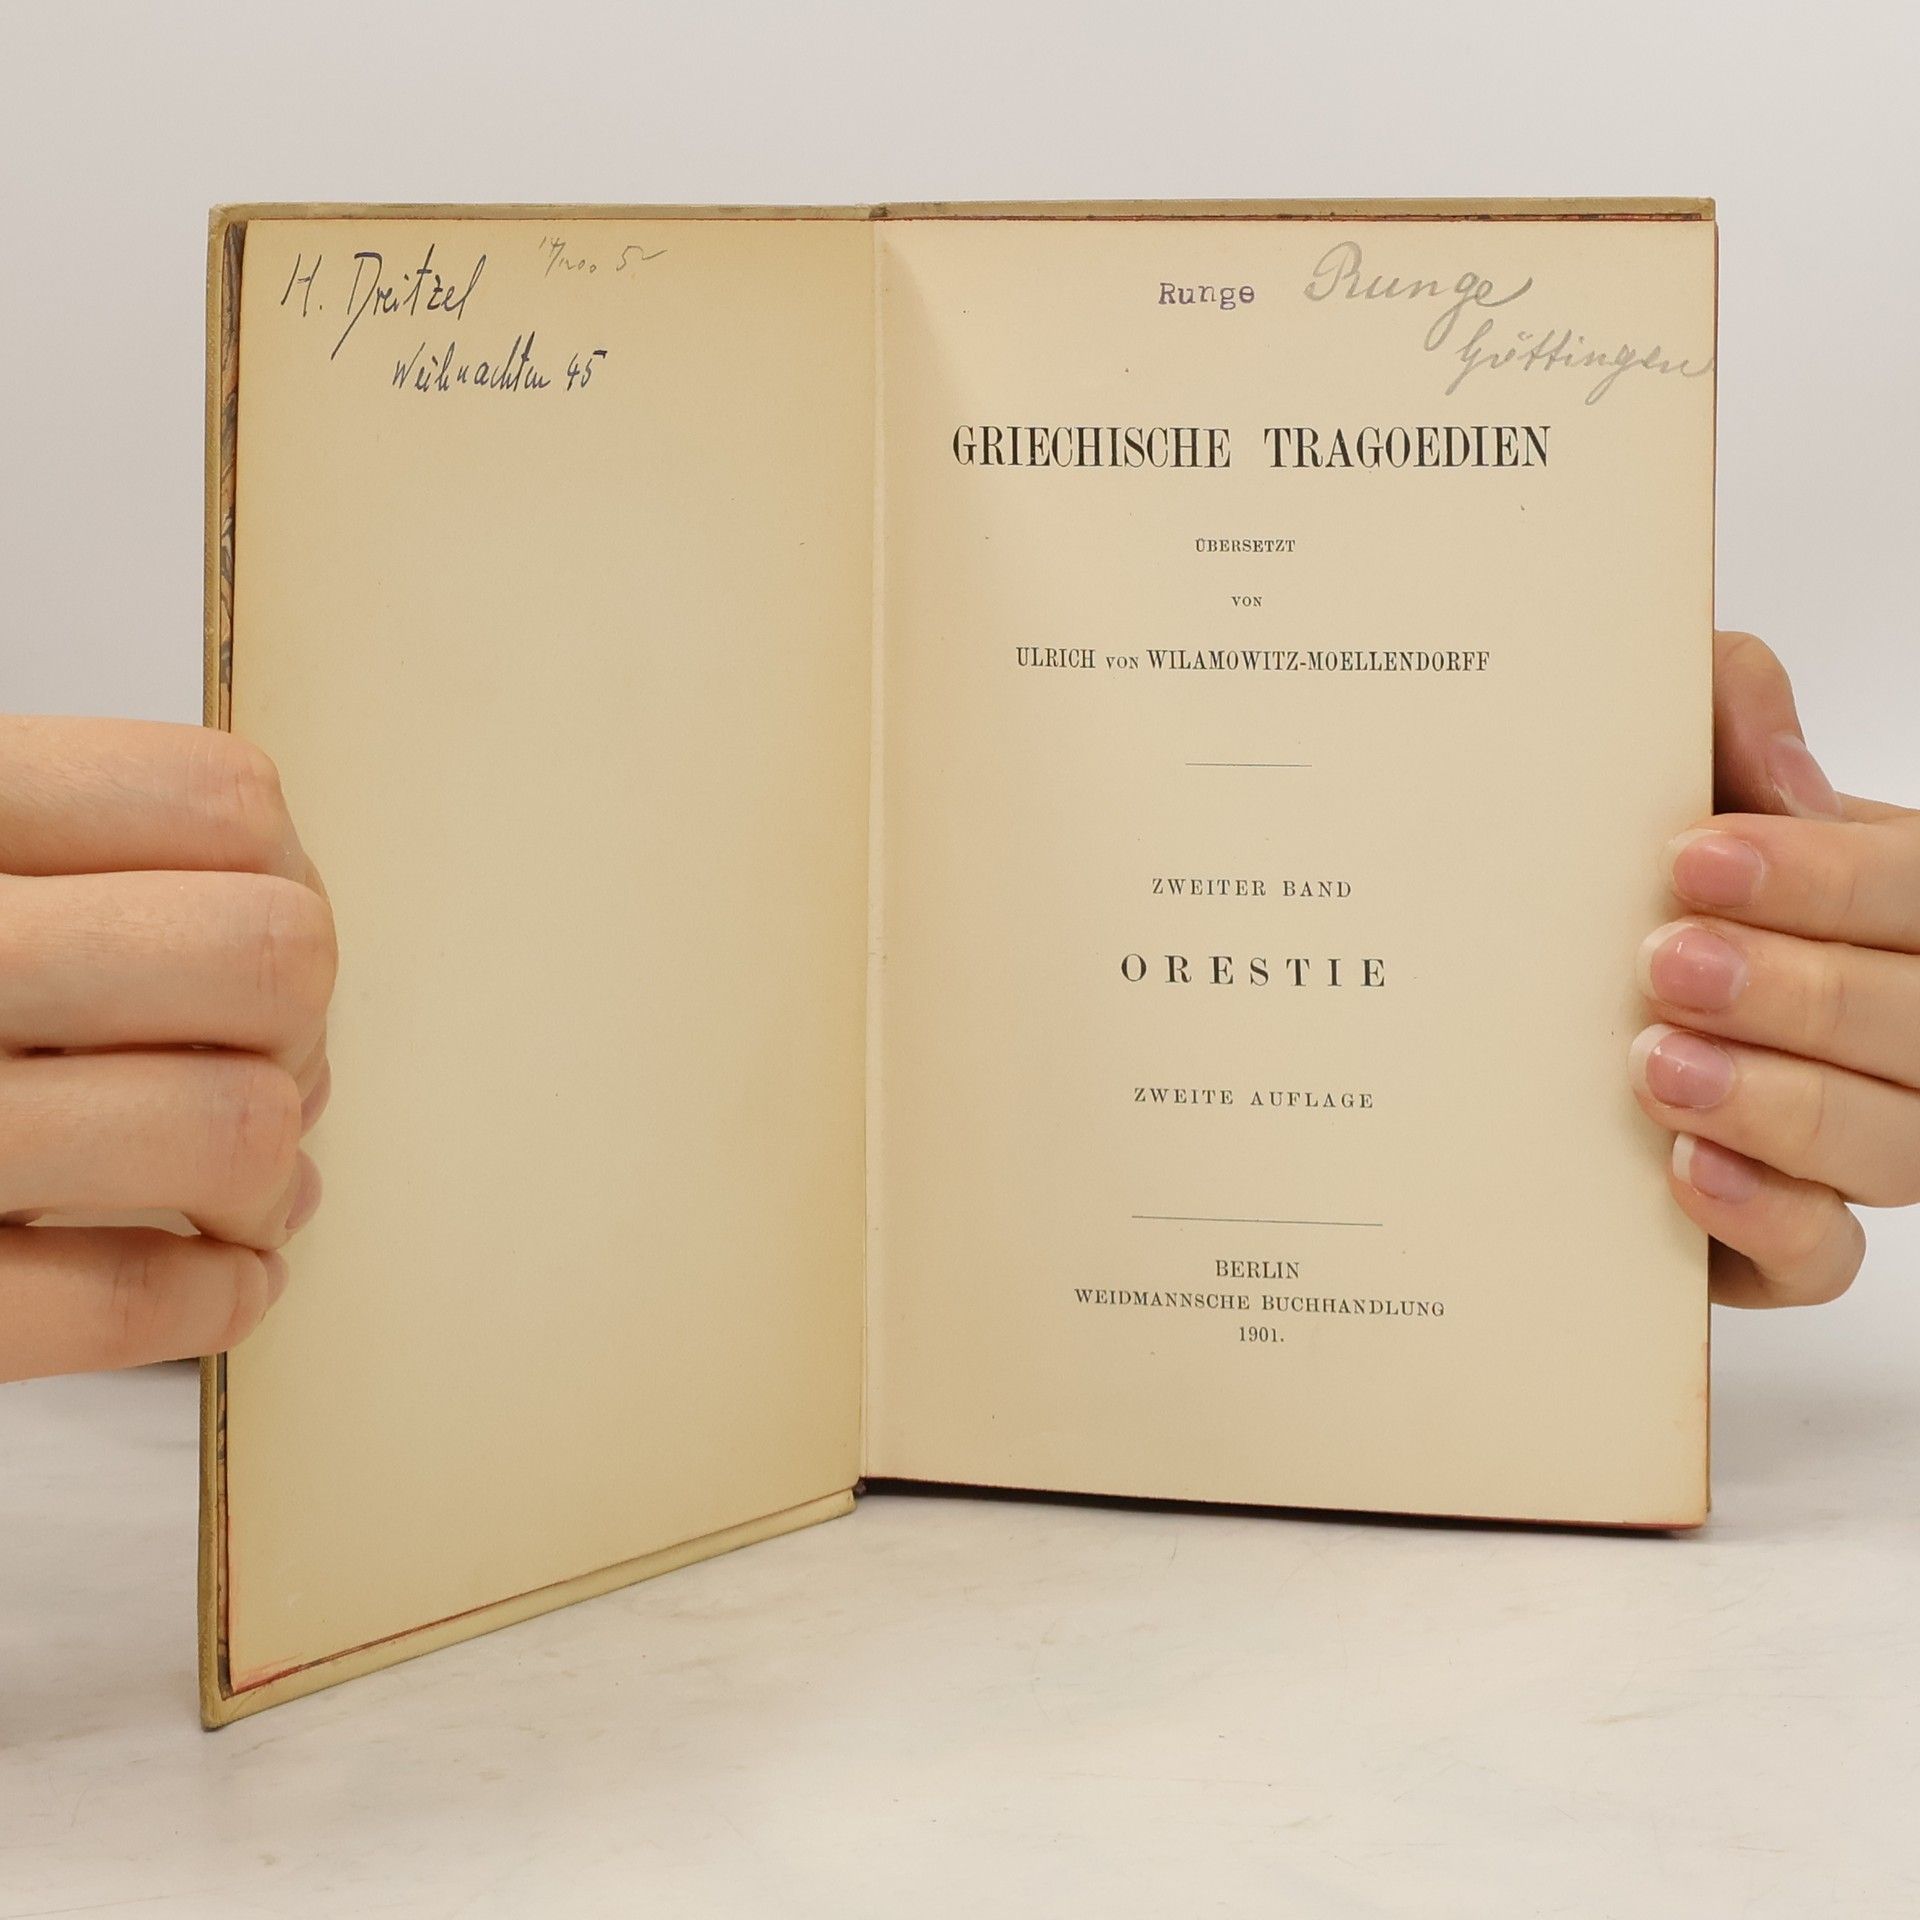 H. Dreitzel
Weihnachten 45
Runge
Runge
Göttingen
GRIECHISCHE TRAGOEDIEN
ÜBERSETZT
VON
ULRICH VON WILAMOWITZ-MOELLENDORFF
ZWEITER BAND
ORESTIE
ZWEITE AUFLAGE
BERLIN
WEIDMANNSCHE BUCHHANDLUNG
1901.